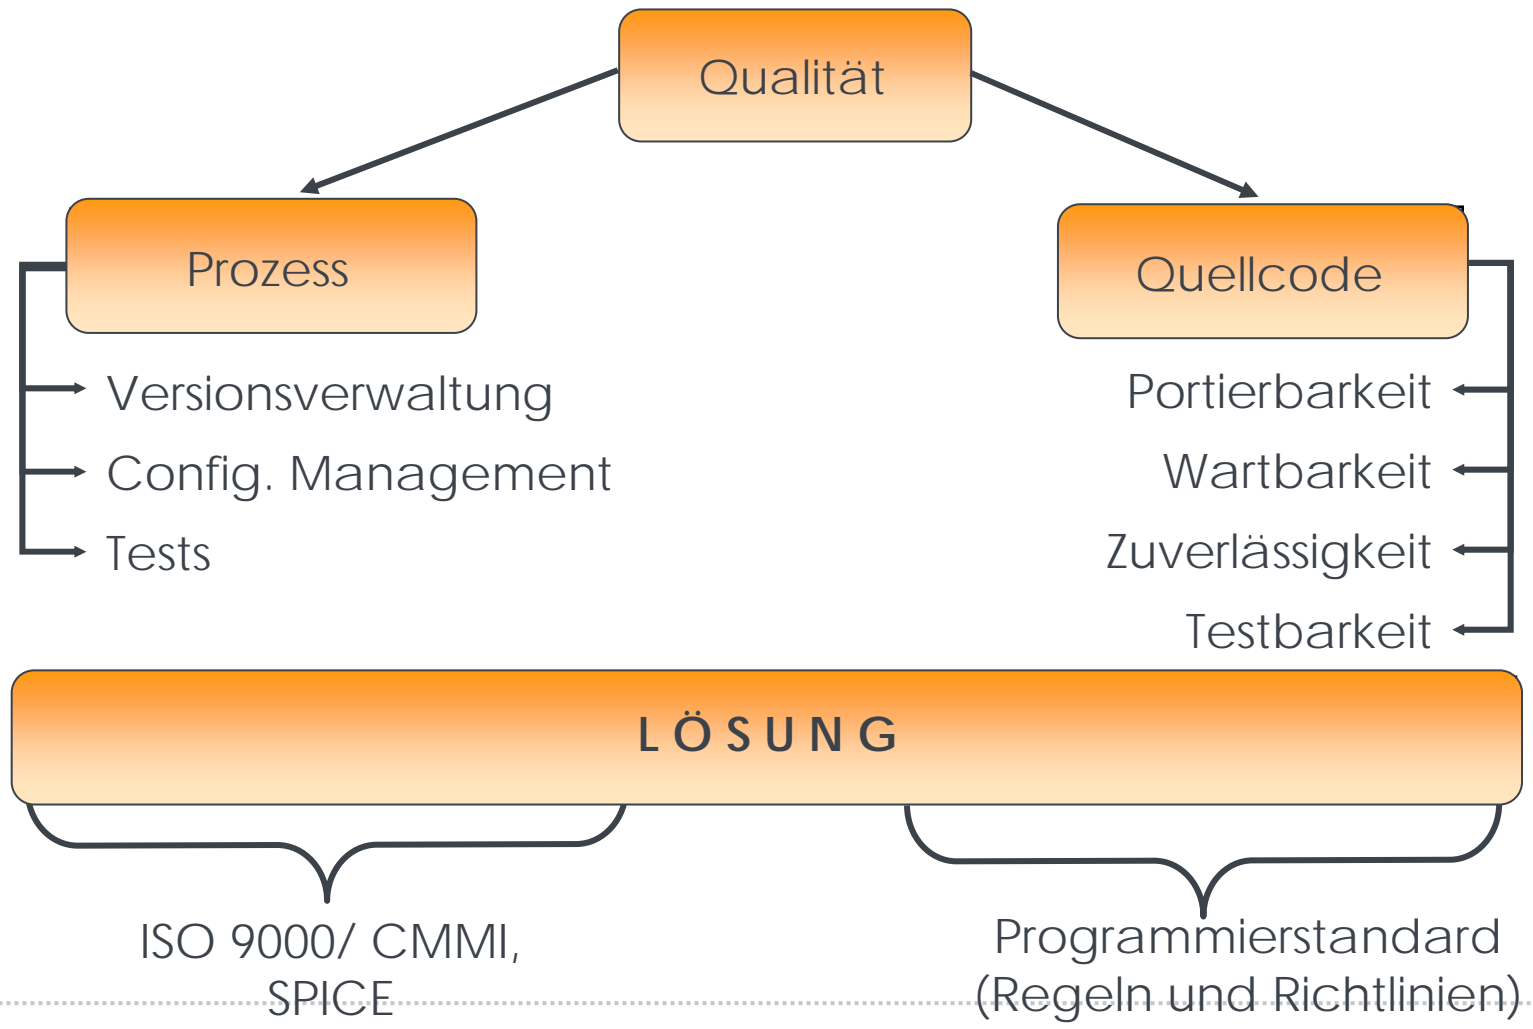 Qualität
Prozess
Quellcode
Versionsverwaltung
Config. Management
Tests
Portierbarkeit
Wartbarkeit
Zuverlässigkeit
Testbarkeit
LÖSUNG
ISO 9000/ CMMI,
SPICE
Programmierstandard
(Regeln und Richtlinien)